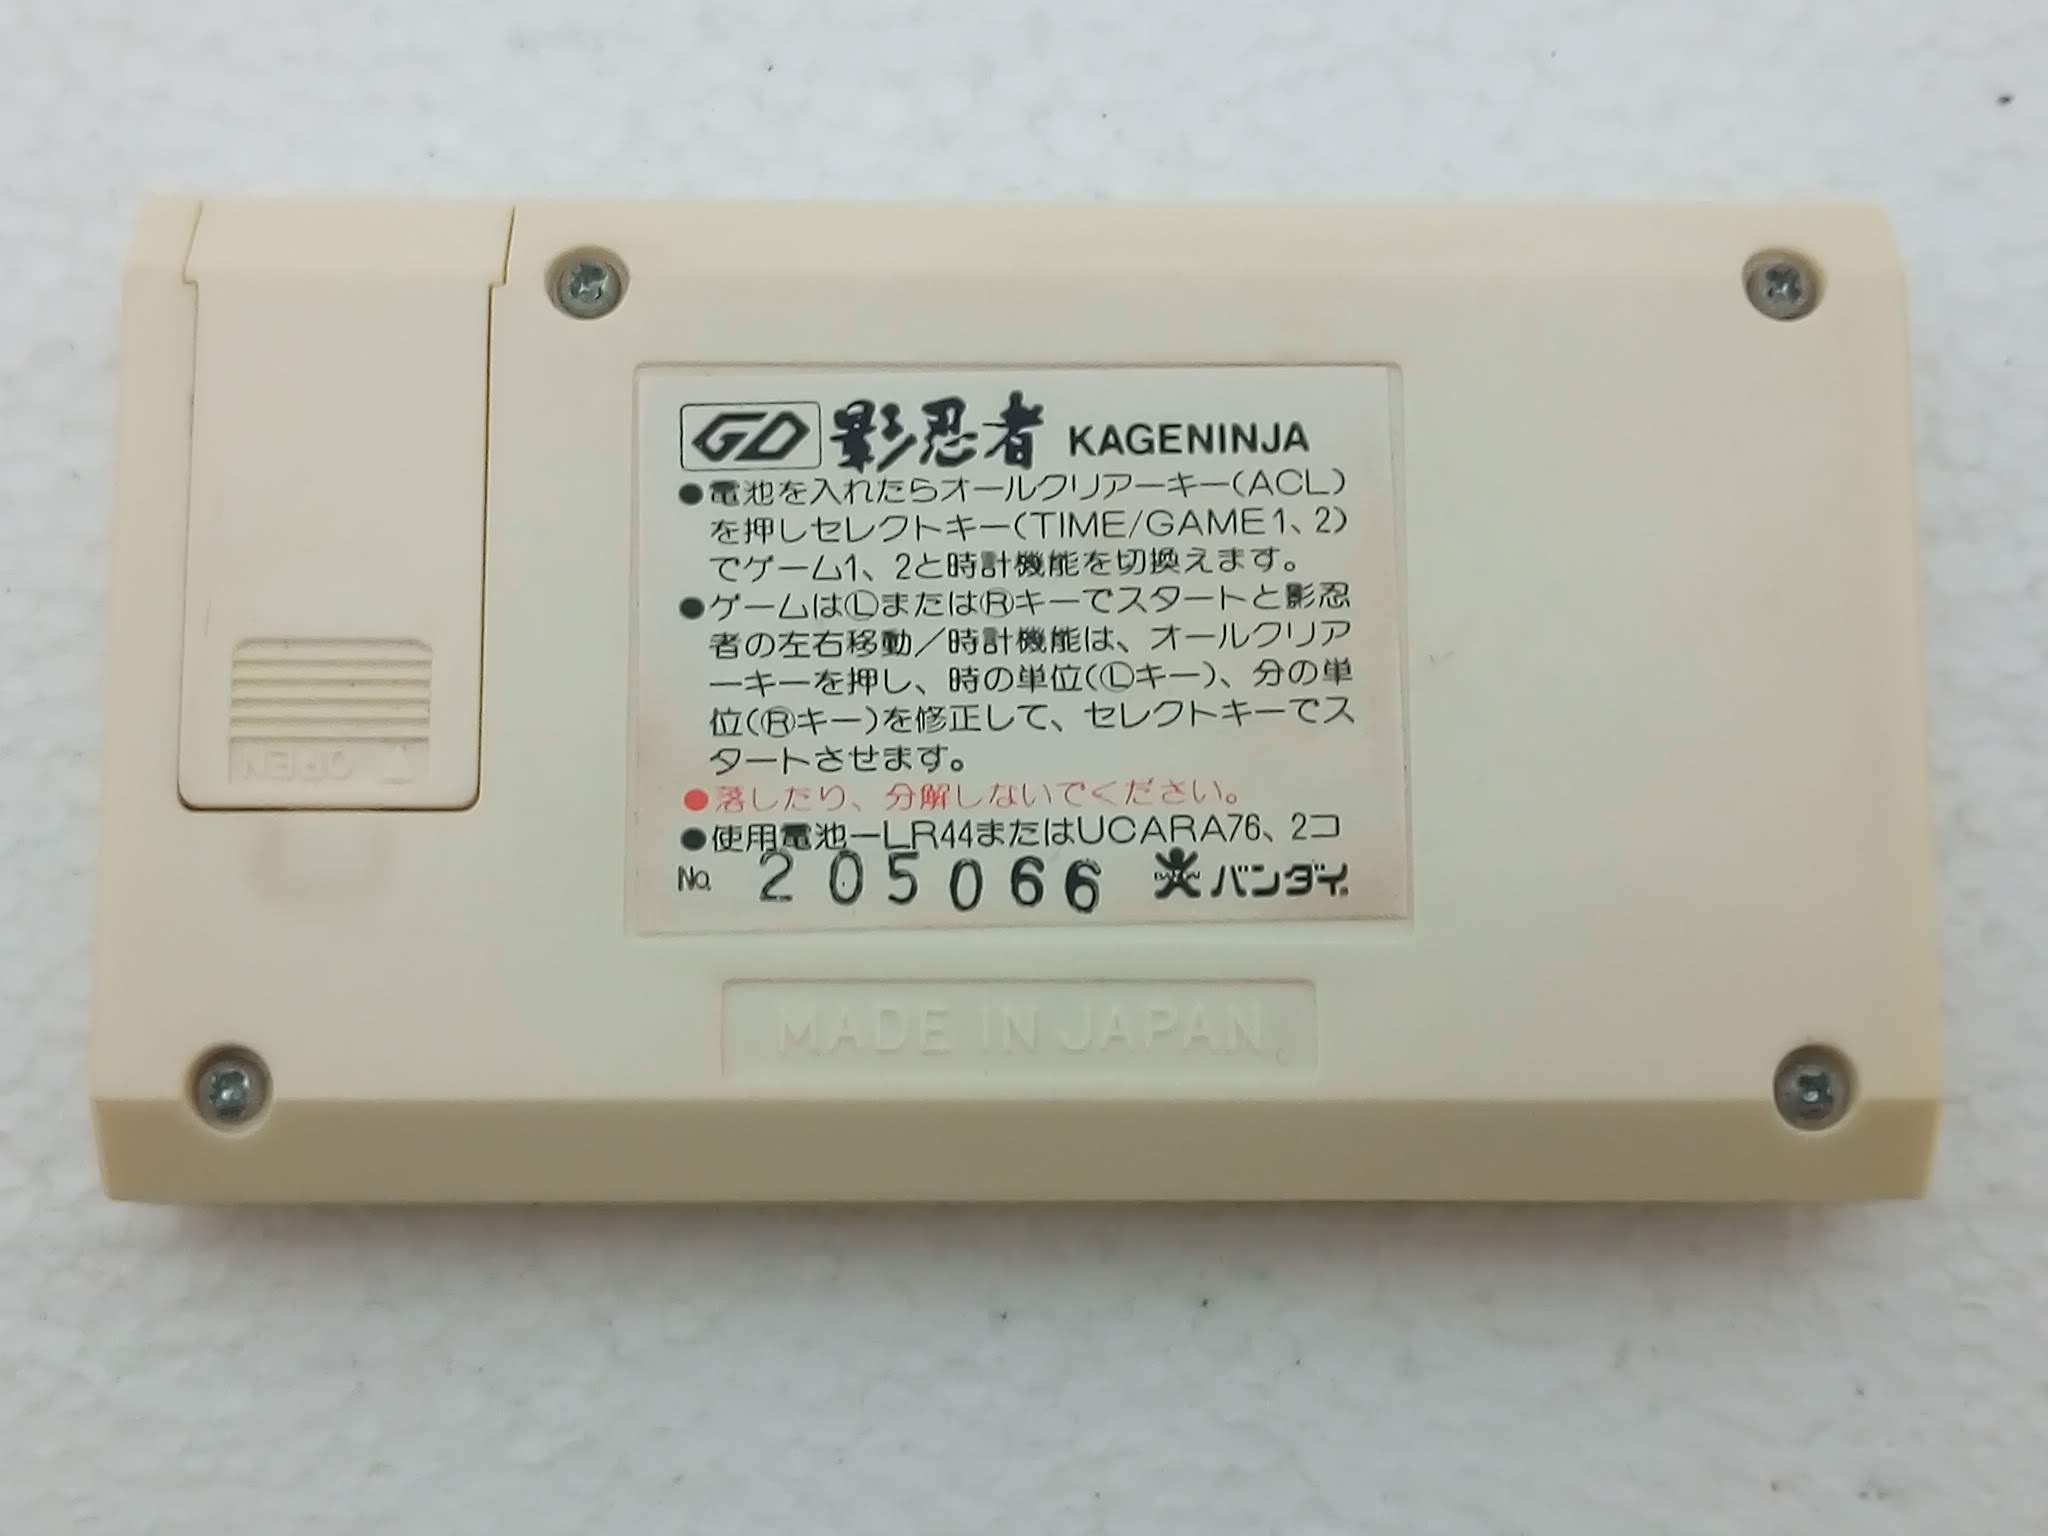 GD 影忍者 KAGENINJA
●電池を入れたらオールクリアーキー(ACL)
を押しセレクトキー(TIME/GAME1、2)
でゲーム1、2と時計機能を切換えます。
●ゲームはⓁまたはⓇキーでスタートと影忍
者の左右移動/時計機能は、オールクリア
ーキーを押し、時の単位(Ⓛキー)、分の単
位(Ⓡキー)を修正して、セレクトキーでス
タートさせます。
●落したり、分解しないでください。
●使用電池ーLR44またはUCARA76、2コ
No. 205066 バンダイ
MADE IN JAPAN
OPEN